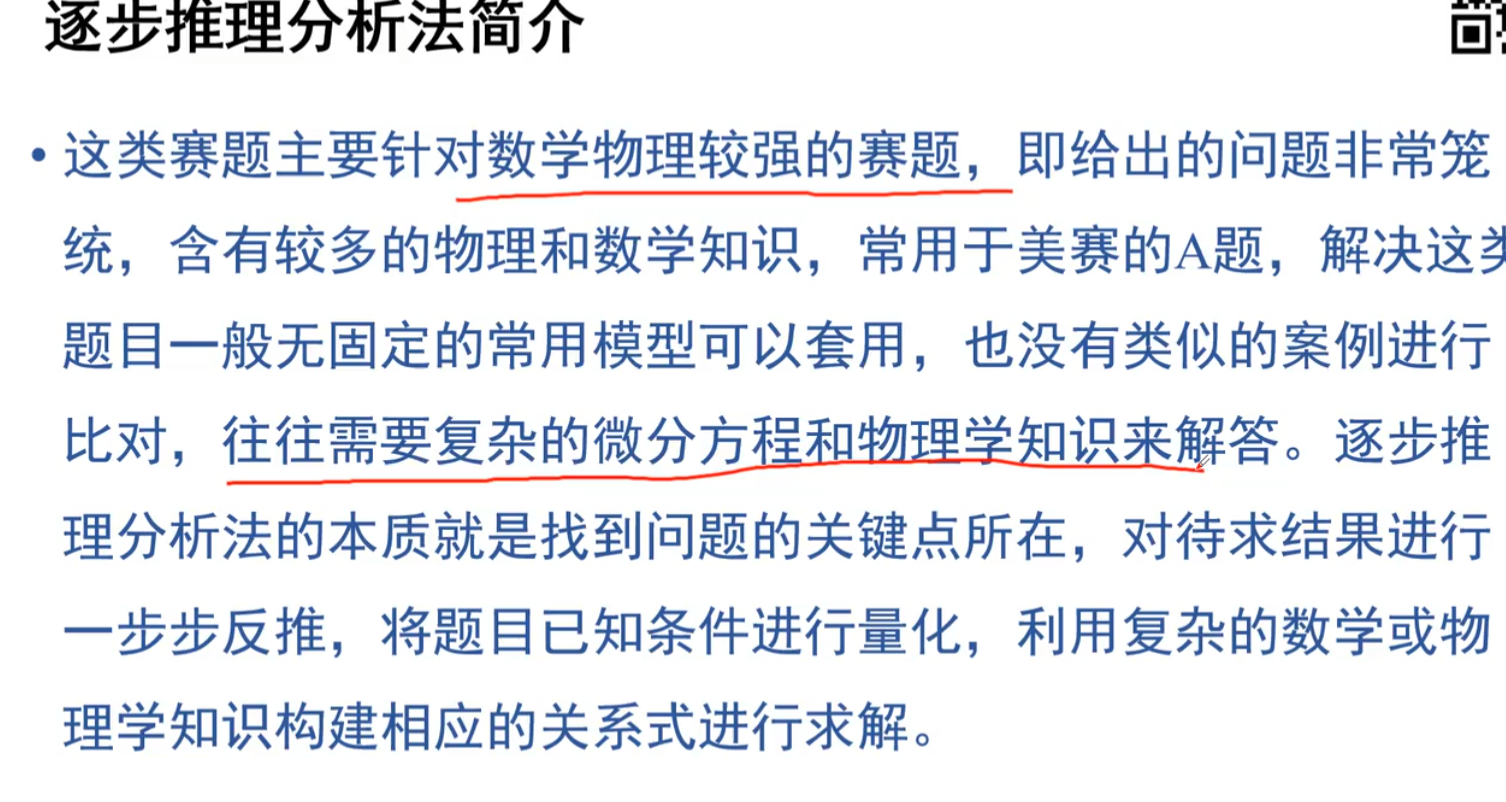 逐步推理分析法简介
• 这类赛题主要针对数学物理较强的赛题，即给出的问题非常笼
统，含有较多的物理和数学知识，常用于美赛的A题，解决这类
题目一般无固定的常用模型可以套用，也没有类似的案例进行
比对，往往需要复杂的微分方程和物理学知识来解答。逐步推
理分析法的本质就是找到问题的关键点所在，对待求结果进行
一步步反推，将题目已知条件进行量化，利用复杂的数学或物
理学知识构建相应的关系式进行求解。